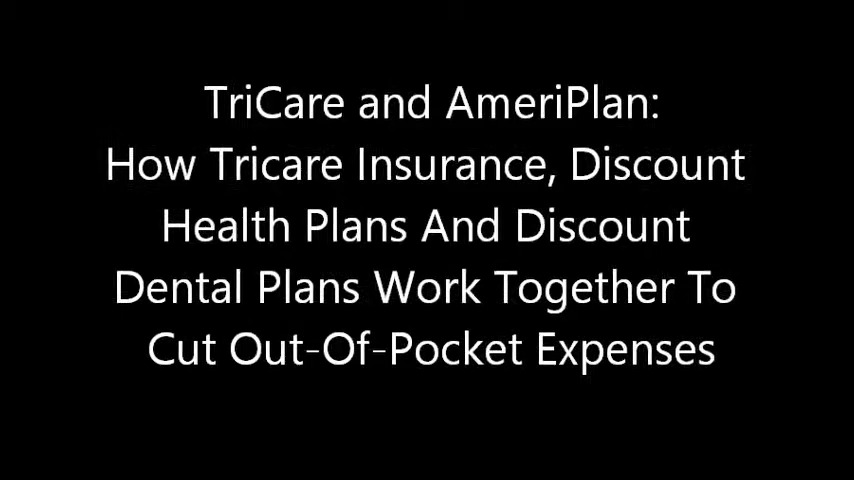 TriCare and AmeriPlan:
How Tricare Insurance, Discount
Health Plans And Discount
Dental Plans Work Together To
Cut Out-Of-Pocket Expenses